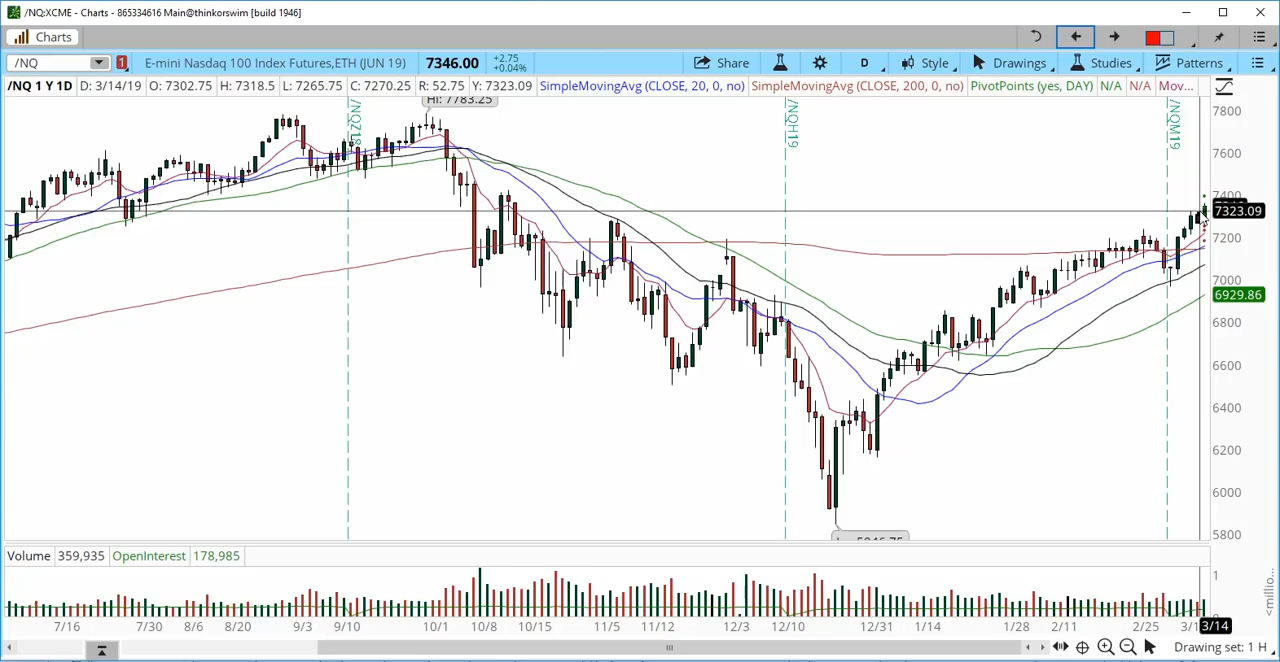 /NQ:XCME - Charts - 865334616 Main@thinkorswim [build 1946]
Charts
/NQ 1 E-mini Nasdaq 100 Index Futures,ETH (JUN 19) 7346.00 +2.75 +0.04% Share D Style Drawings Studies Patterns
/NQ 1 Y 1D D: 3/14/19 O: 7302.75 H: 7318.5 L: 7265.75 C: 7270.25 R: 52.75 Y: 7323.09 SimpleMovingAvg (CLOSE, 20, 0, no) SimpleMovingAvg (CLOSE, 200, 0, no) PivotPoints (yes, DAY) N/A N/A Mov...
Hi: 7783.25
/NQZ18
/NQH19
/NQM19
7800
7600
7400
7323.09
7200
7000
6929.86
6800
6600
6400
6200
6000
5800
Volume 359,935 OpenInterest 178,985
1
0
<millio...
7/16 7/30 8/6 8/20 9/3 9/10 10/1 10/8 10/15 11/5 11/12 12/3 12/10 12/31 1/14 1/28 2/11 2/25 3/14
Drawing set: 1 H